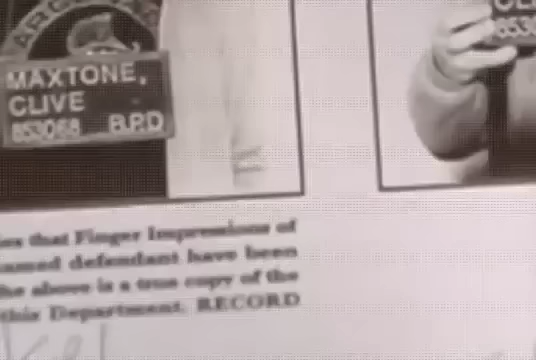 MAXTONE,
CLIVE
853068 B.P.D
853
that Finger Impressions of
named defendant have been
the above is a true copy of the
this Department. RECORD